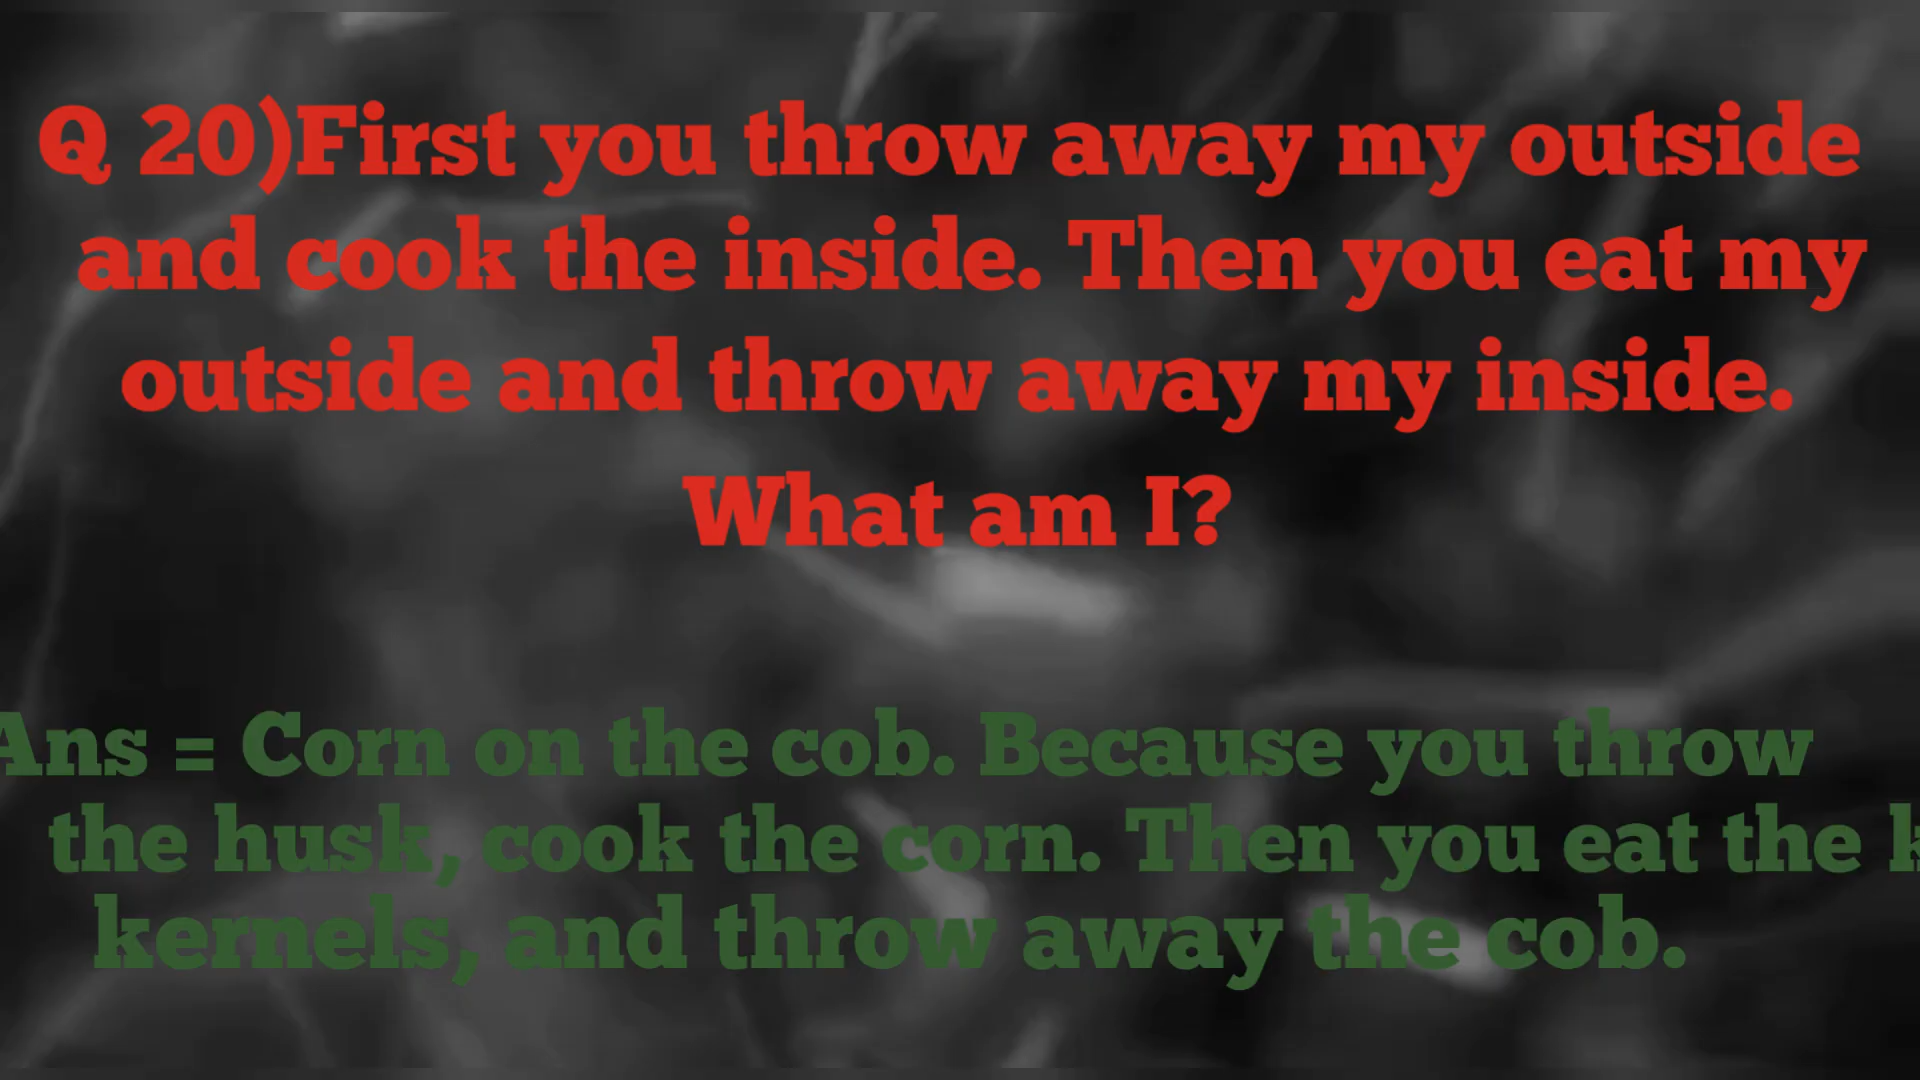 Q 20)First you throw away my outside
and cook the inside. Then you eat my
outside and throw away my inside.
What am I?
Ans = Corn on the cob. Because you throw
the husk, cook the corn. Then you eat the k
kernels, and throw away the cob.